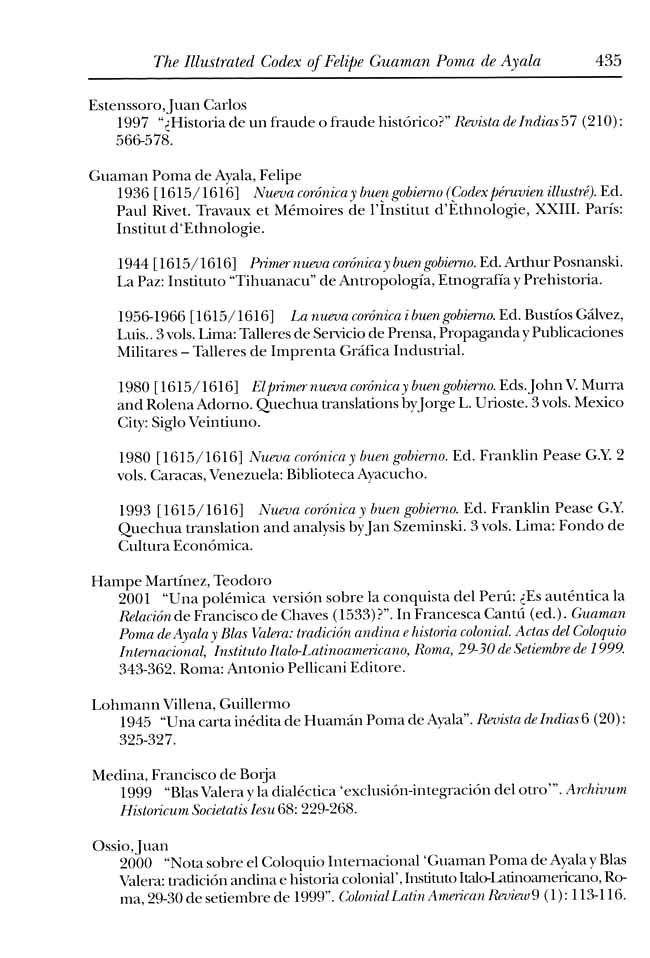 The Illustrated Codex of Felipe Guaman Poma de Ayala 435
Estenssoro, Juan Carlos
1997 “¿Historia de un fraude o fraude histórico?” Revista de Indias 57 (210):
566-578.
Guaman Poma de Ayala, Felipe
1936 [1615/1616] Nueva corónica y buen gobierno (Codex péruvien illustré). Ed.
Paul Rivet. Travaux et Mémoires de l'Ìnstitut d'Èthnologie, XXIII. París:
Institut d'Ethnologie.
1944 [1615/1616] Primer nueva corónica y buen gobierno. Ed. Arthur Posnanski.
La Paz: Instituto “Tihuanacu” de Antropología, Etnografía y Prehistoria.
1956-1966 [1615/1616] La nueva corónica i buen gobierno. Ed. Bustíos Gálvez,
Luis.. 3 vols. Lima: Talleres de Servicio de Prensa, Propaganda y Publicaciones
Militares – Talleres de Imprenta Gráfica Industrial.
1980 [1615/1616] El primer nueva corónica y buen gobierno. Eds. John V. Murra
and Rolena Adorno. Quechua translations by Jorge L. Urioste. 3 vols. Mexico
City: Siglo Veintiuno.
1980 [1615/1616] Nueva corónica y buen gobierno. Ed. Franklin Pease G.Y. 2
vols. Caracas, Venezuela: Biblioteca Ayacucho.
1993 [1615/1616] Nueva corónica y buen gobierno. Ed. Franklin Pease G.Y.
Quechua translation and analysis by Jan Szeminski. 3 vols. Lima: Fondo de
Cultura Económica.
Hampe Martínez, Teodoro
2001 “Una polémica versión sobre la conquista del Perú: ¿Es auténtica la
Relación de Francisco de Chaves (1533)?”. In Francesca Cantú (ed.). Guaman
Poma de Ayala y Blas Valera: tradición andina e historia colonial. Actas del Coloquio
Internacional, Instituto Italo-Latinoamericano, Roma, 29-30 de Setiembre de 1999.
343-362. Roma: Antonio Pellicani Editore.
Lohmann Villena, Guillermo
1945 “Una carta inédita de Huamán Poma de Ayala”. Revista de Indias 6 (20):
325-327.
Medina, Francisco de Borja
1999 “Blas Valera y la dialéctica ‘exclusión-integración del otro’”. Archivum
Historicum Societatis Iesu 68: 229-268.
Ossio, Juan
2000 “Nota sobre el Coloquio Internacional ‘Guaman Poma de Ayala y Blas
Valera: tradición andina e historia colonial’, Instituto Italo-Latinoamericano, Ro-
ma, 29-30 de setiembre de 1999”. Colonial Latin American Review 9 (1): 113-116.